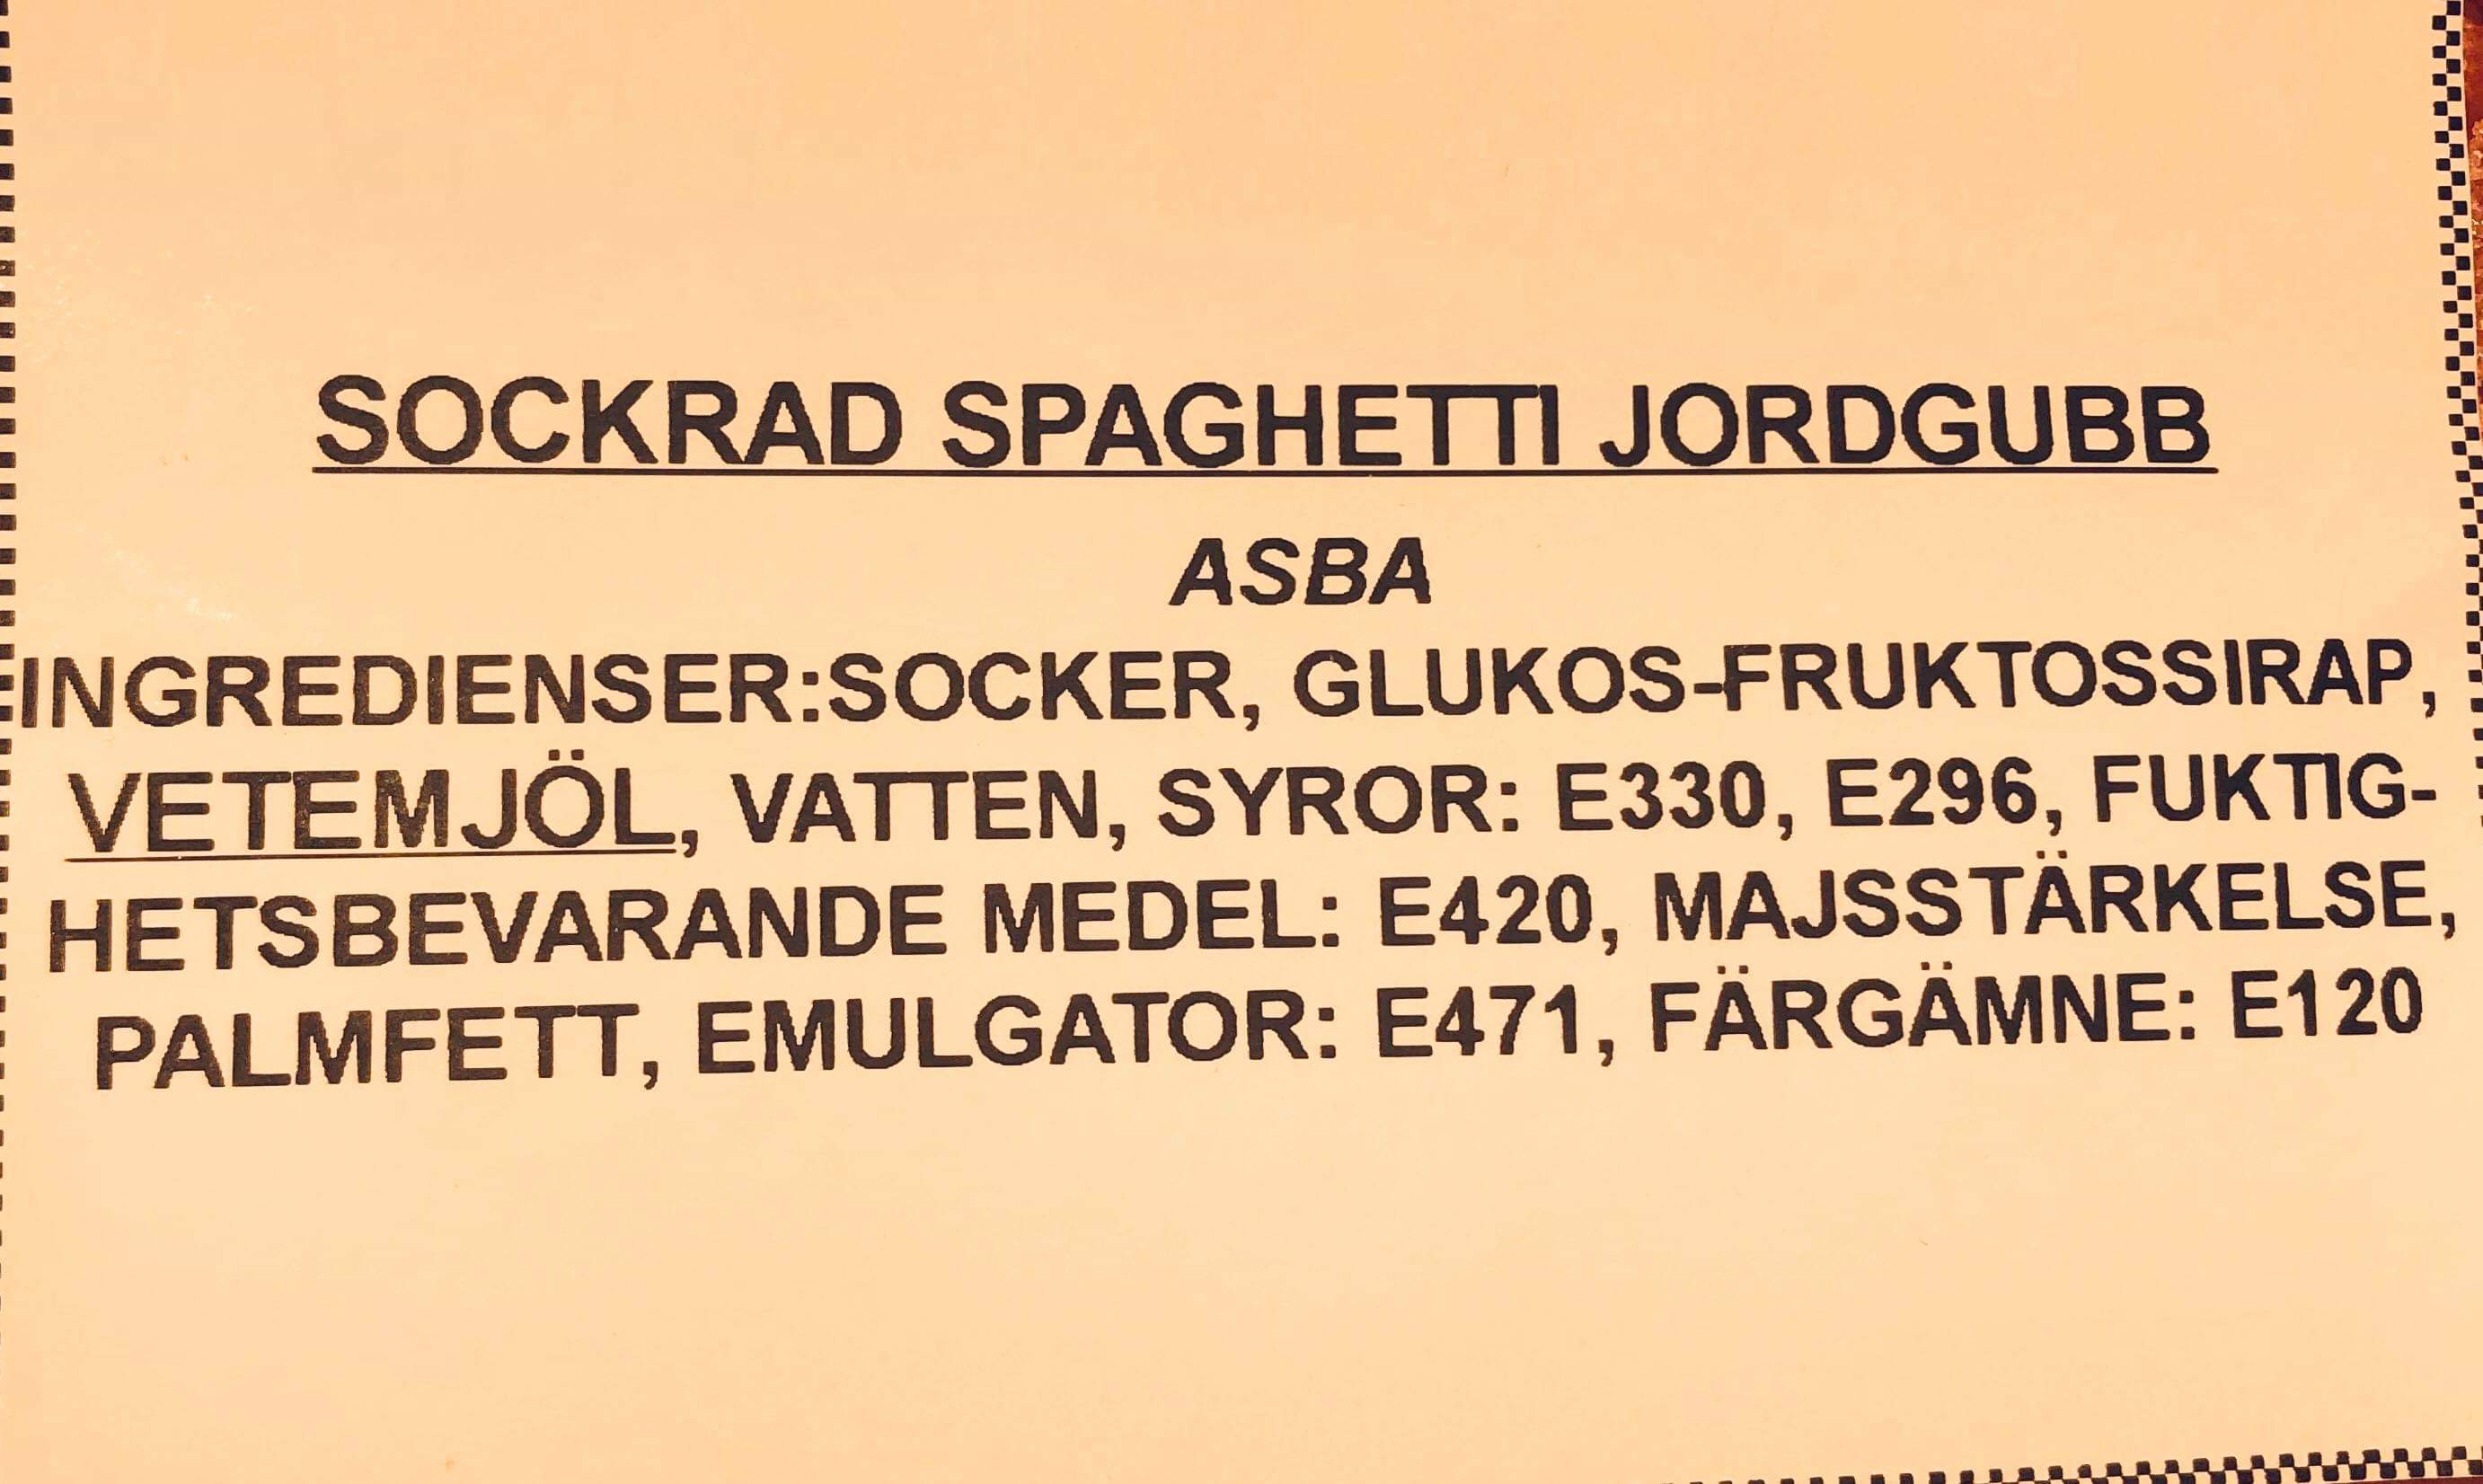 SOCKRAD SPAGHETTI JORDGUBB
ASBA
INGREDIENSER:SOCKER, GLUKOS-FRUKTOSSIRAP,
VETEMJÖL, VATTEN, SYROR: E330, E296, FUKTIG-
HETSBEVARANDE MEDEL: E420, MAJSSTÄRKELSE,
PALMFETT, EMULGATOR: E471, FÄRGÄMNE: E120